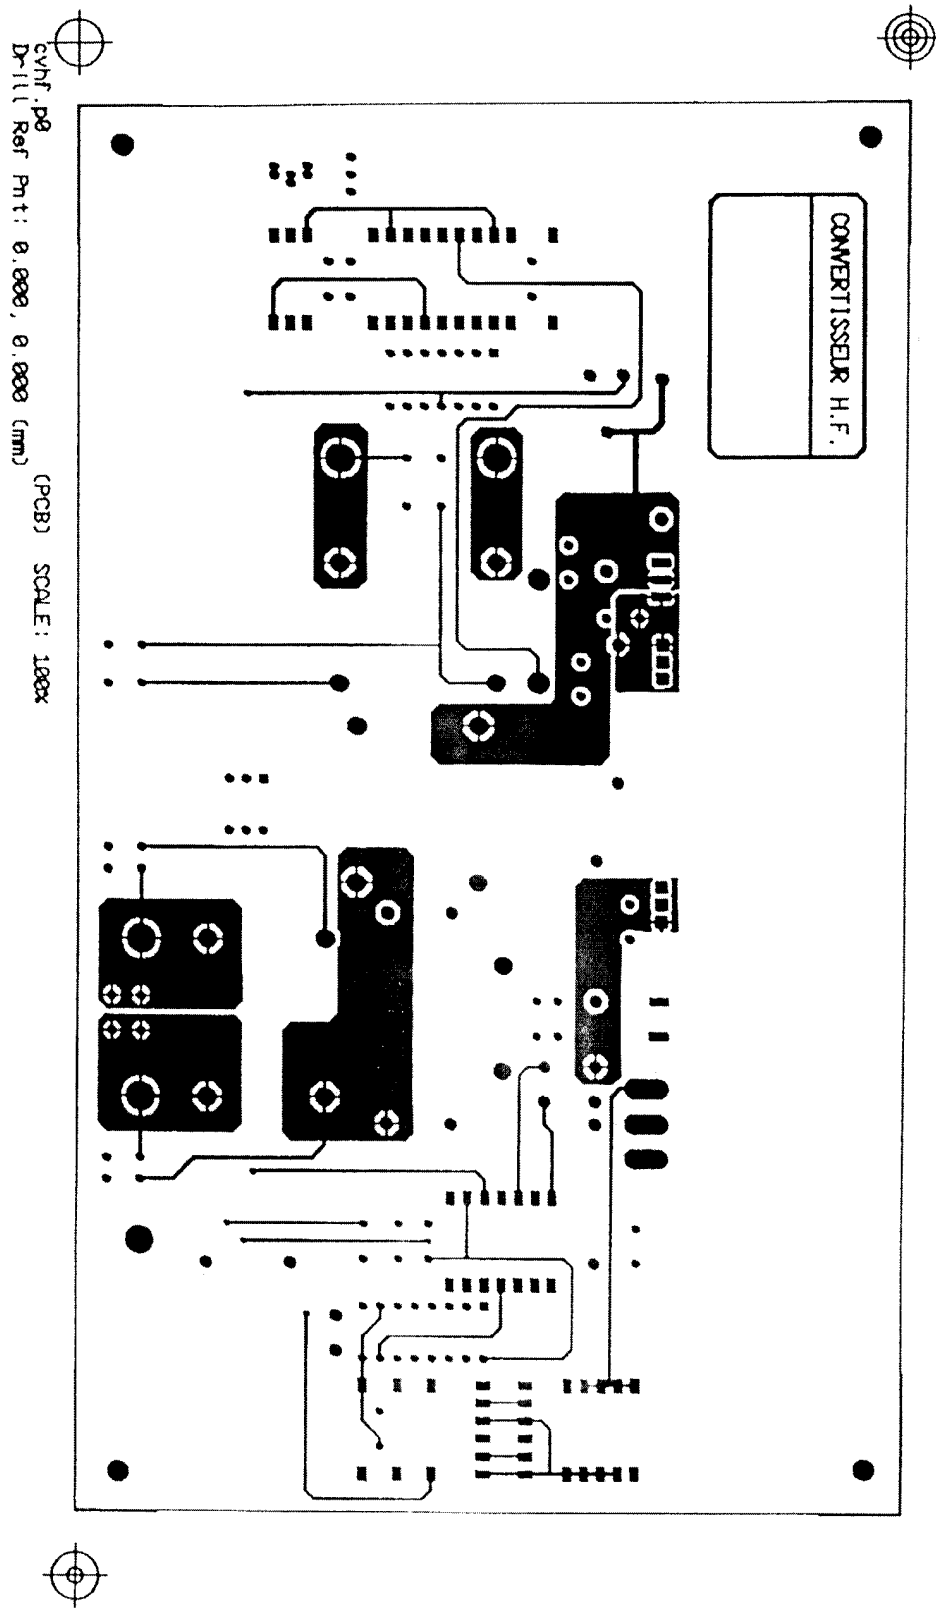 cvhf.p0
Drill Ref Pnt: 0.000, 0.000 (mm)
(PCB) SCALE: 100%
CONVERTISSEUR H.F.